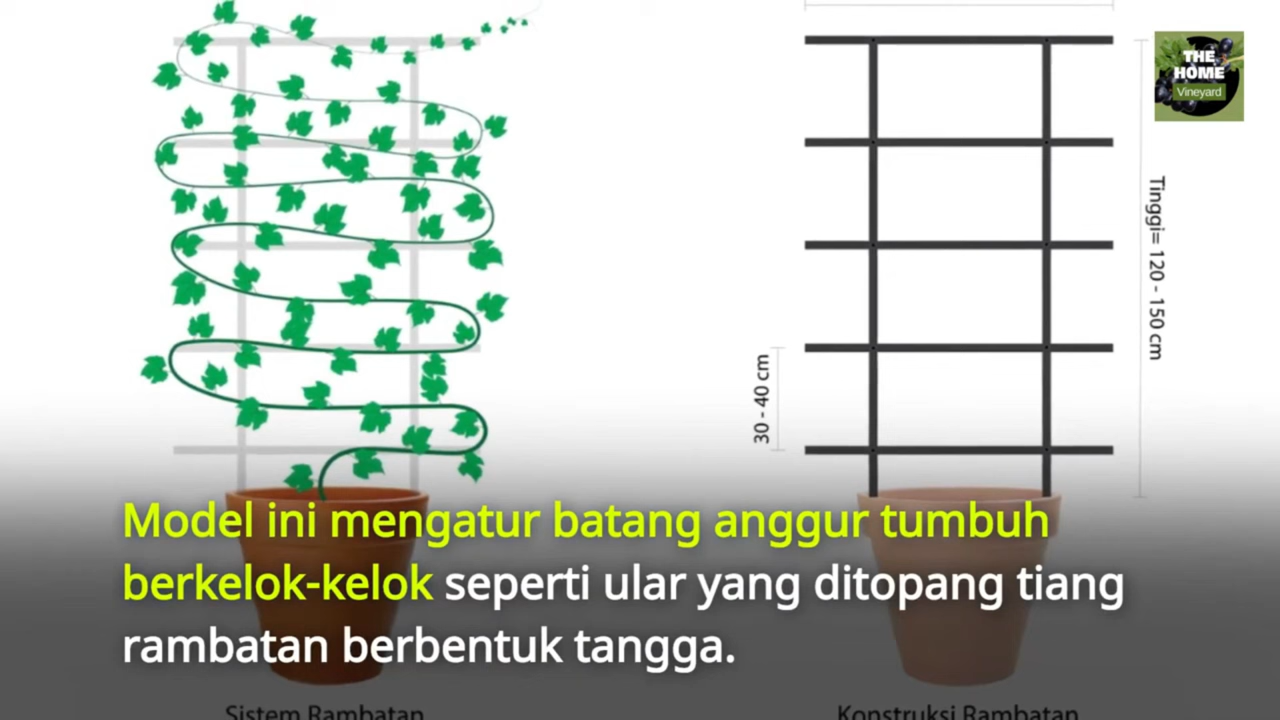 THE
HOME
Vineyard
Tinggi= 120 - 150 cm
30 - 40 cm
Model ini mengatur batang anggur tumbuh
berkelok-kelok seperti ular yang ditopang tiang
rambatan berbentuk tangga.
Sistem Rambatan
Konstruksi Rambatan